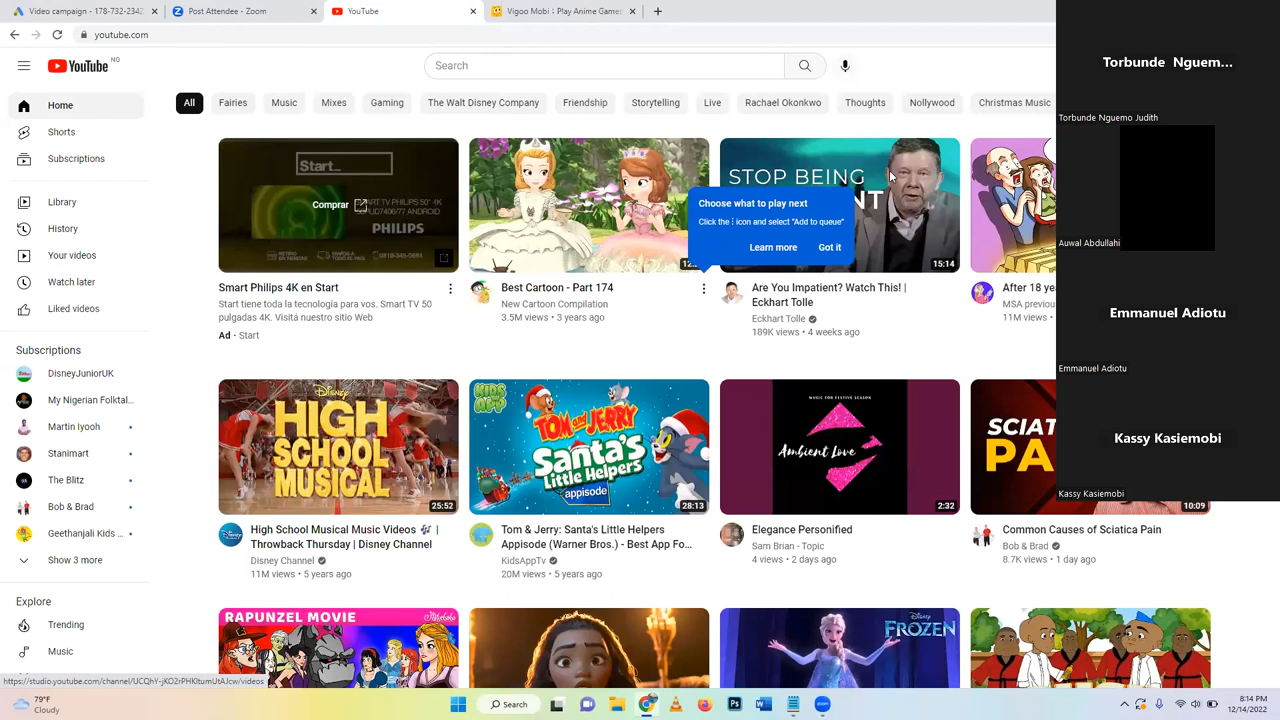 Video campaign - 178-732-2342
Post Attendee - Zoom
YouTube
Vigoo Mobi : Play Anime Games
youtube.com
YouTube NG
Search
Home
Shorts
Subscriptions
Library
History
Your videos
Watch later
Liked videos
Subscriptions
DisneyJuniorUK
My Nigerian Folktal...
Martin Iyooh
Stanimart
The Blitz
Bob & Brad
Geethanjali Kids ...
Show 3 more
Explore
Trending
Music
All
Fairies
Music
Mixes
Gaming
The Walt Disney Company
Friendship
Storytelling
Live
Rachael Okonkwo
Thoughts
Nollywood
Christmas Music
Start...
Comprar
PHILIPS
Smart Philips 4K en Start
Start tiene toda la tecnología para vos. Smart TV 50
pulgadas 4K. Visitá nuestro sitio Web
Ad • Start
Best Cartoon - Part 174
New Cartoon Compilation
3.5M views • 3 years ago
STOP BEING
Choose what to play next
Click the ⋮ icon and select "Add to queue"
Learn more
Got it
15:14
Are You Impatient? Watch This! |
Eckhart Tolle
Eckhart Tolle
189K views • 4 weeks ago
After 18 yea
MSA previous
11M views
Disney
HIGH
SCHOOL
MUSICAL
25:52
High School Musical Music Videos 🎶 |
Throwback Thursday | Disney Channel
Disney Channel
11M views • 5 years ago
KIDS
APP
TOM and JERRY
Santa's
Little Helpers
appisode
28:13
Tom & Jerry: Santa's Little Helpers
Appisode (Warner Bros.) - Best App Fo...
KidsAppTv
20M views • 5 years ago
MUSIC FOR FESTIVE SEASON
Ambient Love
2:32
Elegance Personified
Sam Brian - Topic
4 views • 2 days ago
SCIAT
PA
10:09
Common Causes of Sciatica Pain
Bob & Brad
8.7K views • 1 day ago
RAPUNZEL MOVIE
Disney
FROZEN
Torbunde Nguem...
Torbunde Nguemo Judith
Auwal Abdullahi
Emmanuel Adiotu
Emmanuel Adiotu
Kassy Kasiemobi
Kassy Kasiemobi
79°F
Cloudy
Search
8:14 PM
12/14/2022